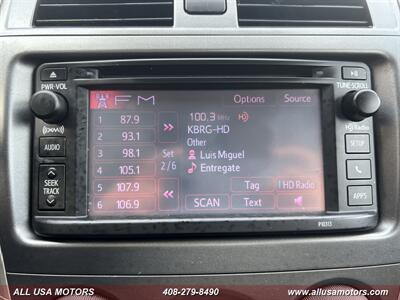 PWR·VOL
TUNE·SCROLL
FM
Options
Source
100.3 MHz
KBRG-HD
Other
Luis Miguel
Entregate
1 87.9
2 93.1
3 98.1
4 105.1
5 107.9
6 106.9
Set
2/6
SCAN
Tag
Text
! HD Radio
AUDIO
SEEK
TRACK
HD Radio
SETUP
APPS
P10313
ALL USA MOTORS
408-279-8490
www.allusamotors.com